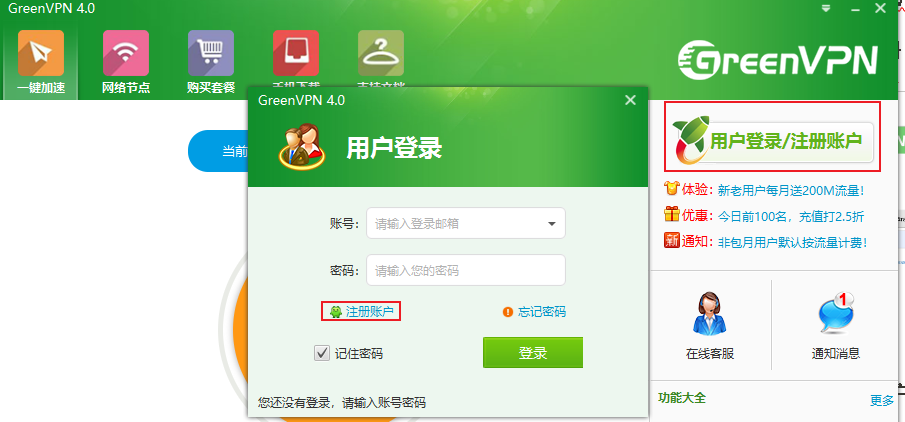 GreenVPN 4.0
一键加速
网络节点
购买套餐
手机下载
支持文档
GreenVPN
当前
GreenVPN 4.0
用户登录
账号:
请输入登录邮箱
密码:
请输入您的密码
注册账户
忘记密码
记住密码
登录
您还没有登录，请输入账号密码
用户登录/注册账户
体验: 新老用户每月送200M流量!
优惠: 今日前100名，充值打2.5折
新 通知: 非包月用户默认按流量计费!
在线客服
1
通知消息
功能大全
更多